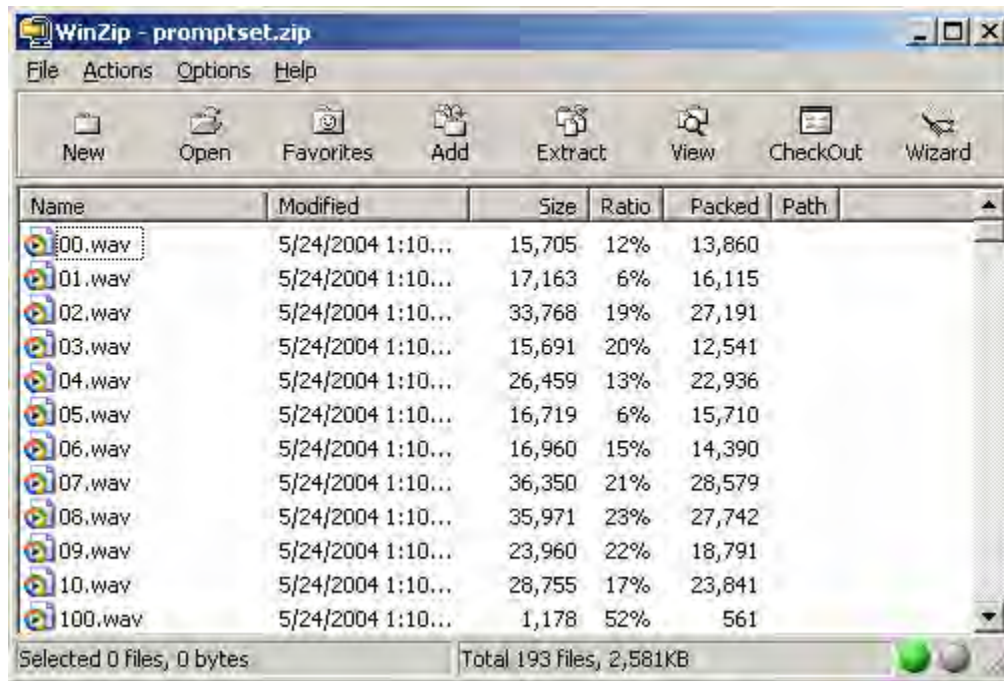 WinZip - promptset.zip
File Actions Options Help
New Open Favorites Add Extract View CheckOut Wizard
Name Modified Size Ratio Packed Path
00.wav 5/24/2004 1:10... 15,705 12% 13,860
01.wav 5/24/2004 1:10... 17,163 6% 16,115
02.wav 5/24/2004 1:10... 33,768 19% 27,191
03.wav 5/24/2004 1:10... 15,691 20% 12,541
04.wav 5/24/2004 1:10... 26,459 13% 22,936
05.wav 5/24/2004 1:10... 16,719 6% 15,710
06.wav 5/24/2004 1:10... 16,960 15% 14,390
07.wav 5/24/2004 1:10... 36,350 21% 28,579
08.wav 5/24/2004 1:10... 35,971 23% 27,742
09.wav 5/24/2004 1:10... 23,960 22% 18,791
10.wav 5/24/2004 1:10... 28,755 17% 23,841
100.wav 5/24/2004 1:10... 1,178 52% 561
Selected 0 files, 0 bytes Total 193 files, 2,581KB